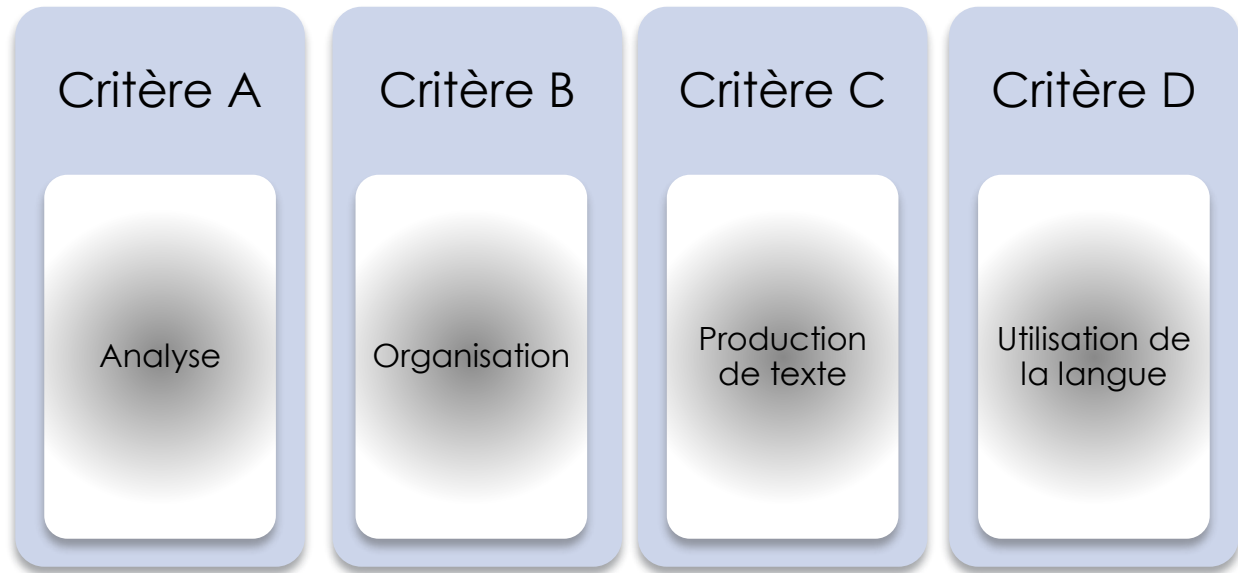 Critère A
Critère B
Critère C
Critère D
Analyse
Organisation
Production
de texte
Utilisation de
la langue